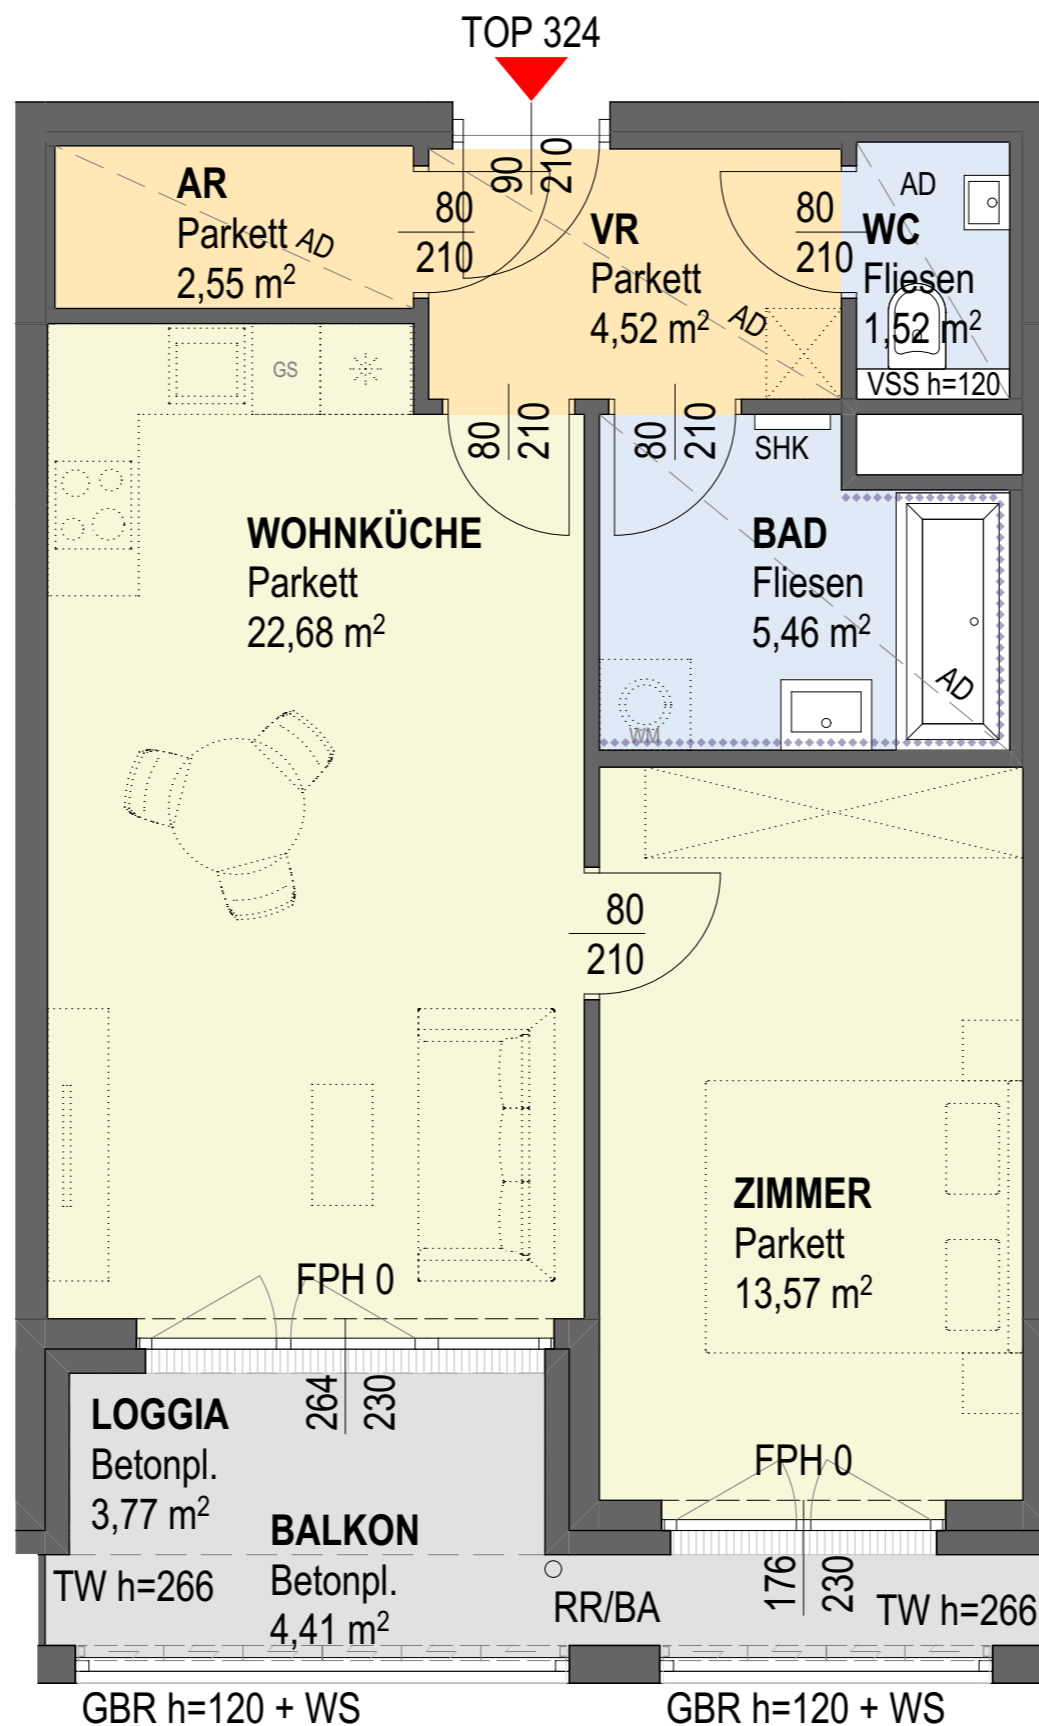 TOP 324
90
210
AR
Parkett
2,55 m²
AD
80
210
VR
Parkett
4,52 m²
AD
80
210
AD
WC
Fliesen
1,52 m²
VSS h=120
GS
80
210
80
210
SHK
WOHNKÜCHE
Parkett
22,68 m²
BAD
Fliesen
5,46 m²
AD
WM
80
210
ZIMMER
Parkett
13,57 m²
FPH 0
264
230
LOGGIA
Betonpl.
3,77 m²
FPH 0
176
230
BALKON
Betonpl.
4,41 m²
TW h=266
RR/BA
TW h=266
GBR h=120 + WS
GBR h=120 + WS